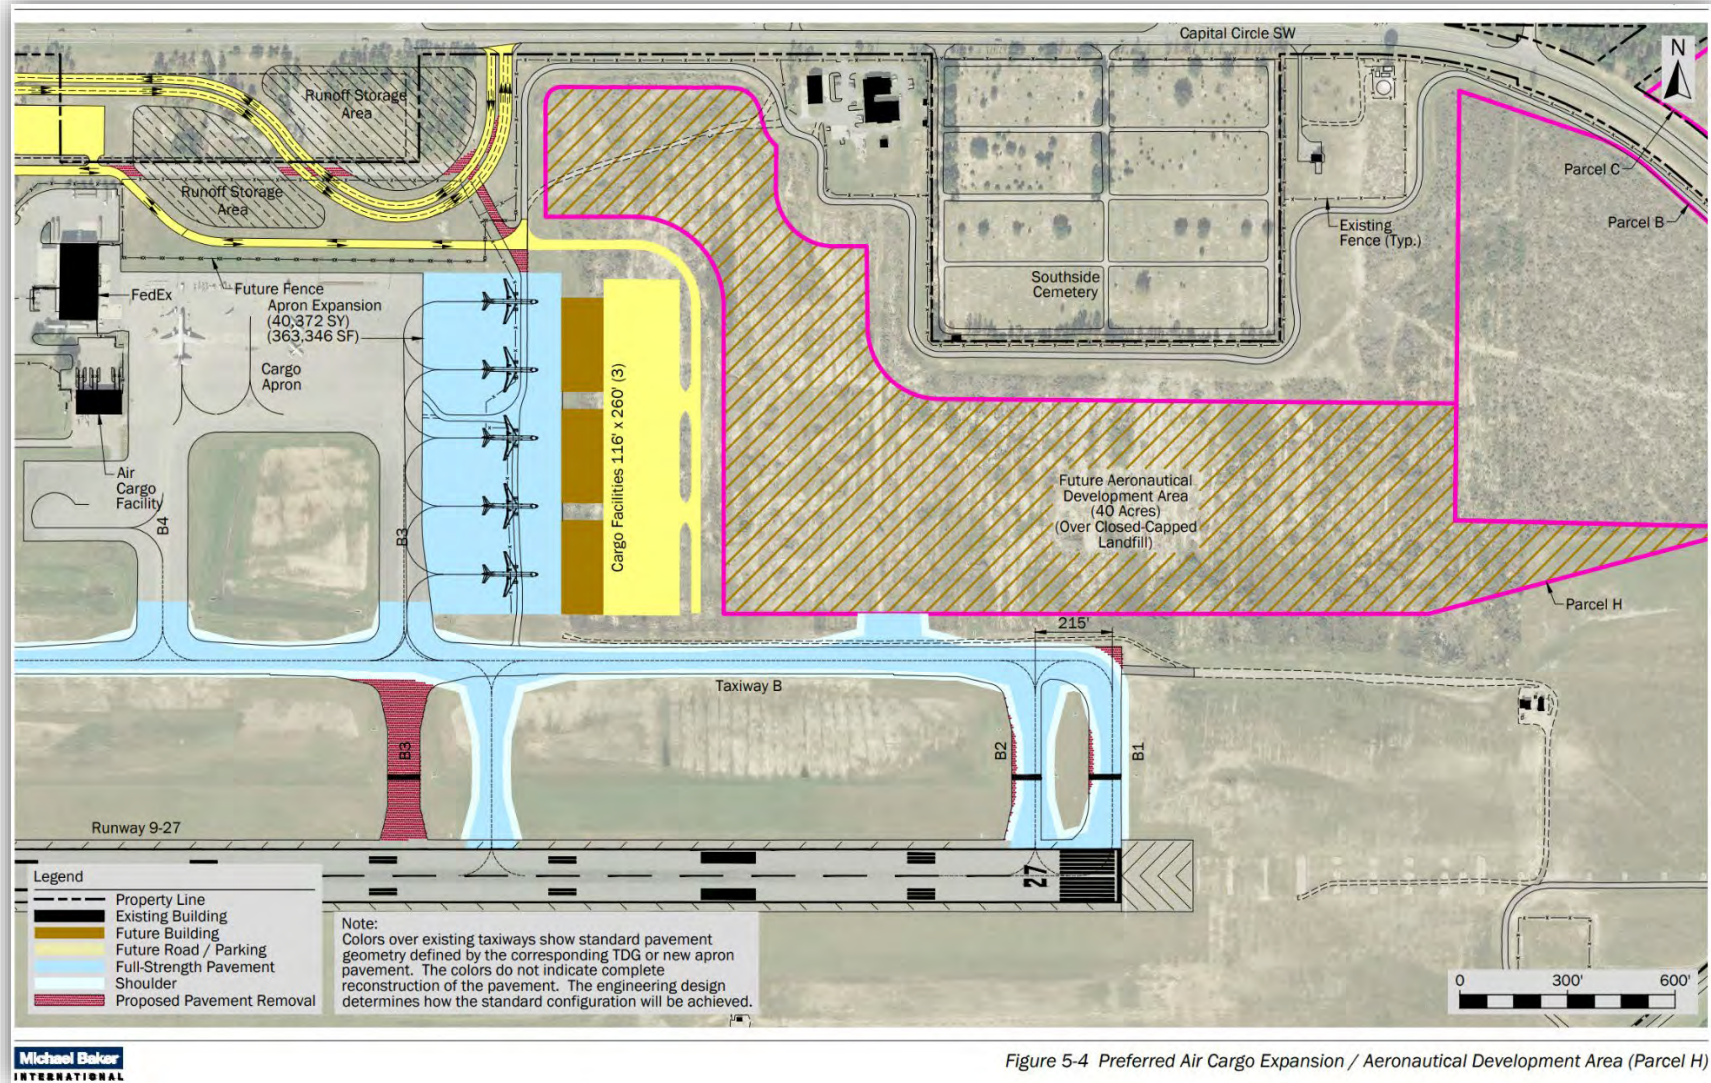 Capital Circle SW
N
Runoff Storage
Area
Parcel C
Runoff Storage
Area
Parcel B
Existing
Fence (Typ.)
Southside
Cemetery
FedEx
Future Fence
Apron Expansion
(40,372 SY)
(363,346 SF)
Cargo
Apron
Cargo Facilities 116' x 260' (3)
Air
Cargo
Facility
B4
B3
Future Aeronautical
Development Area
(40 Acres)
(Over Closed-Capped
Landfill)
Parcel H
215'
Taxiway B
B3
B2
B1
Runway 9-27
27
Legend
Property Line
Existing Building
Future Building
Future Road / Parking
Full-Strength Pavement
Shoulder
Proposed Pavement Removal
Note:
Colors over existing taxiways show standard pavement
geometry defined by the corresponding TDG or new apron
pavement. The colors do not indicate complete
reconstruction of the pavement. The engineering design
determines how the standard configuration will be achieved.
0 300' 600'
Michael Baker
INTERNATIONAL
Figure 5-4 Preferred Air Cargo Expansion / Aeronautical Development Area (Parcel H)